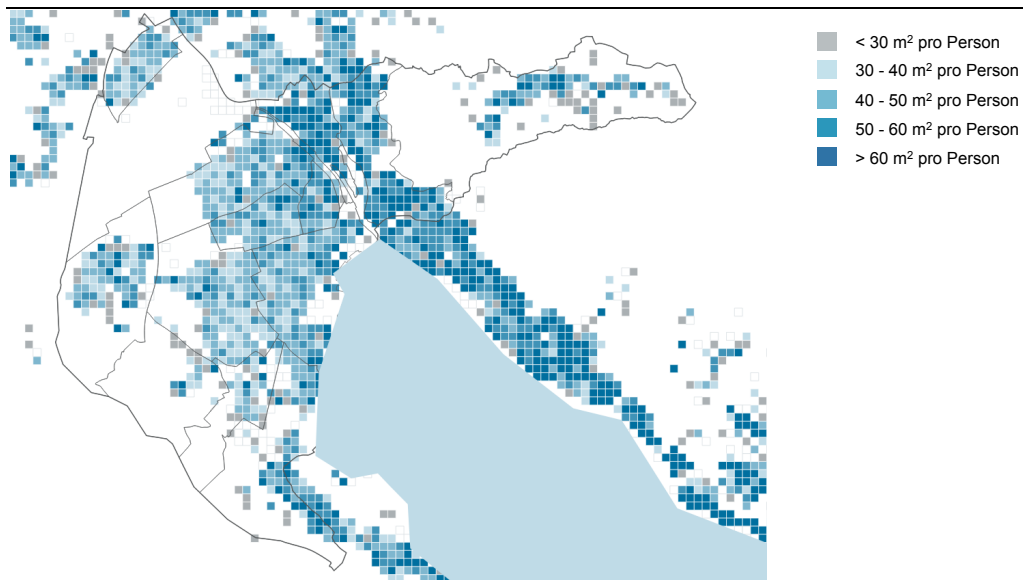 < 30 m² pro Person
30 - 40 m² pro Person
40 - 50 m² pro Person
50 - 60 m² pro Person
> 60 m² pro Person